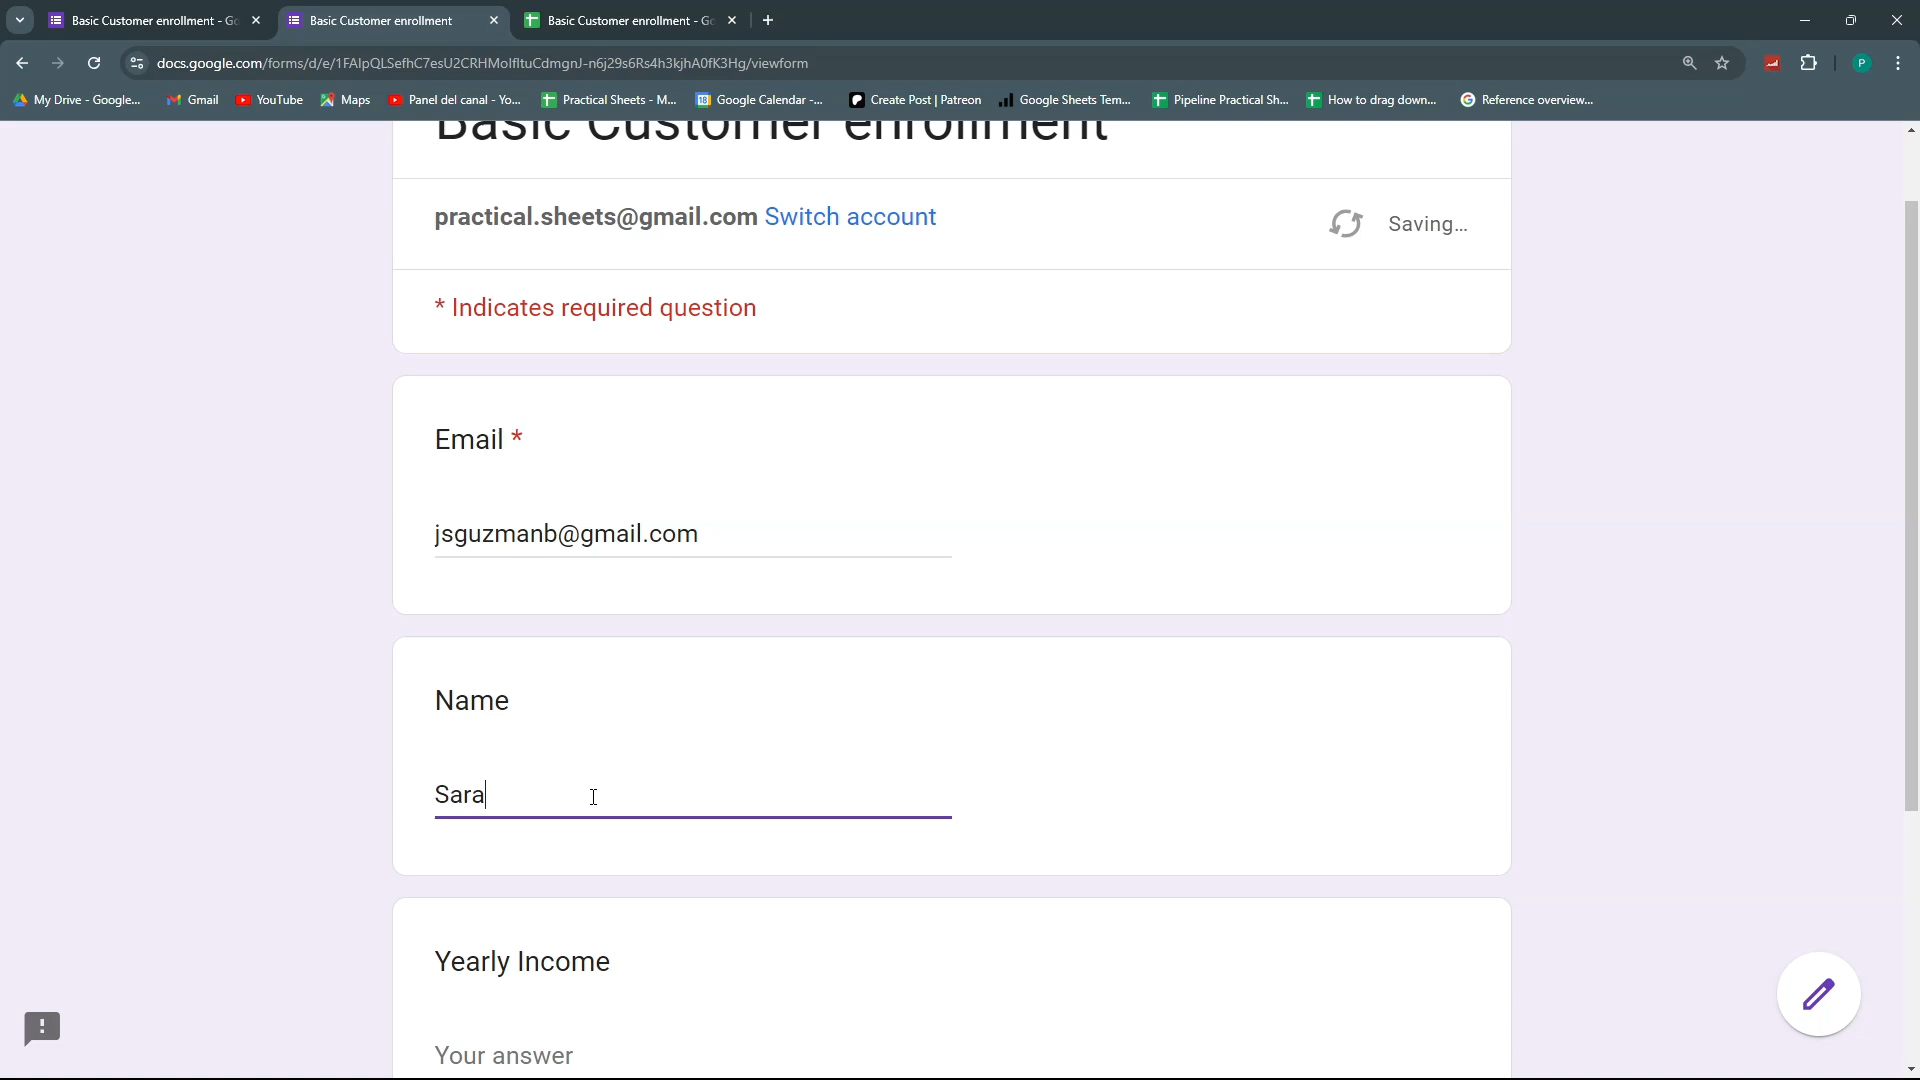 Basic Customer enrollment - Go
Basic Customer enrollment
Basic Customer enrollment - Go
docs.google.com/forms/d/e/1FAIpQLSefhC7esU2CRHMolfItuCdmgnJ-n6j29s6Rs4h3kjhA0fK3Hg/viewform
P
My Drive - Google...
Gmail
YouTube
Maps
Panel del canal - Yo...
Practical Sheets - M...
18
Google Calendar -...
Create Post | Patreon
Google Sheets Tem...
Pipeline Practical Sh...
How to drag down...
Reference overview...
Basic Customer enrollment
practical.sheets@gmail.com Switch account
Saving...
* Indicates required question
Email *
jsguzmanb@gmail.com
Name
Sara
Yearly Income
Your answer